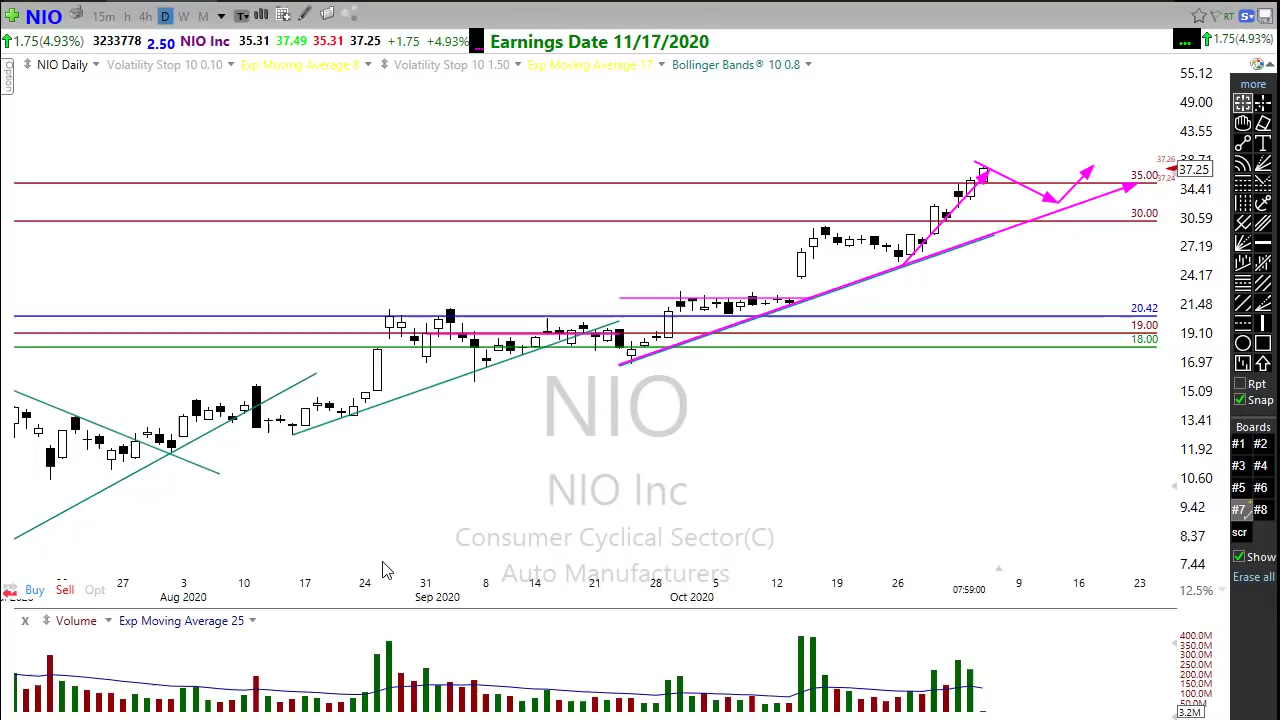 NIO 15m h 4h D W M T RT S
1.75(4.93%) 3233778 2.50 NIO Inc 35.31 37.49 35.31 37.25 +1.75 +4.93% ... Earnings Date 11/17/2020 ... 1.75(4.93%)
Option
NIO Daily Volatility Stop 10 0.10 Exp Moving Average 8 Volatility Stop 10 1.50 Exp Moving Average 17 Bollinger Bands® 10 0.8
55.12
49.00
43.55
37.26
37.25
37.24
35.00
34.41
30.00
30.59
27.19
24.17
20.42
21.48
19.00
19.10
18.00
16.97
15.09
13.41
11.92
10.60
9.42
8.37
7.44
NIO
NIO Inc
Consumer Cyclical Sector(C)
Auto Manufacturers
27 3 10 17 24 31 8 14 21 28 5 12 19 26 9 16 23
Buy Sell Opt
Aug 2020 Sep 2020 Oct 2020 07:59:00 12.5%
x Volume Exp Moving Average 25
400.0M
350.0M
300.0M
250.0M
200.0M
150.0M
100.0M
50.0M
3.2M
more
T
Rpt
Snap
Boards
#1 #2
#3 #4
#5 #6
#7 #8
scr
Show
Erase all